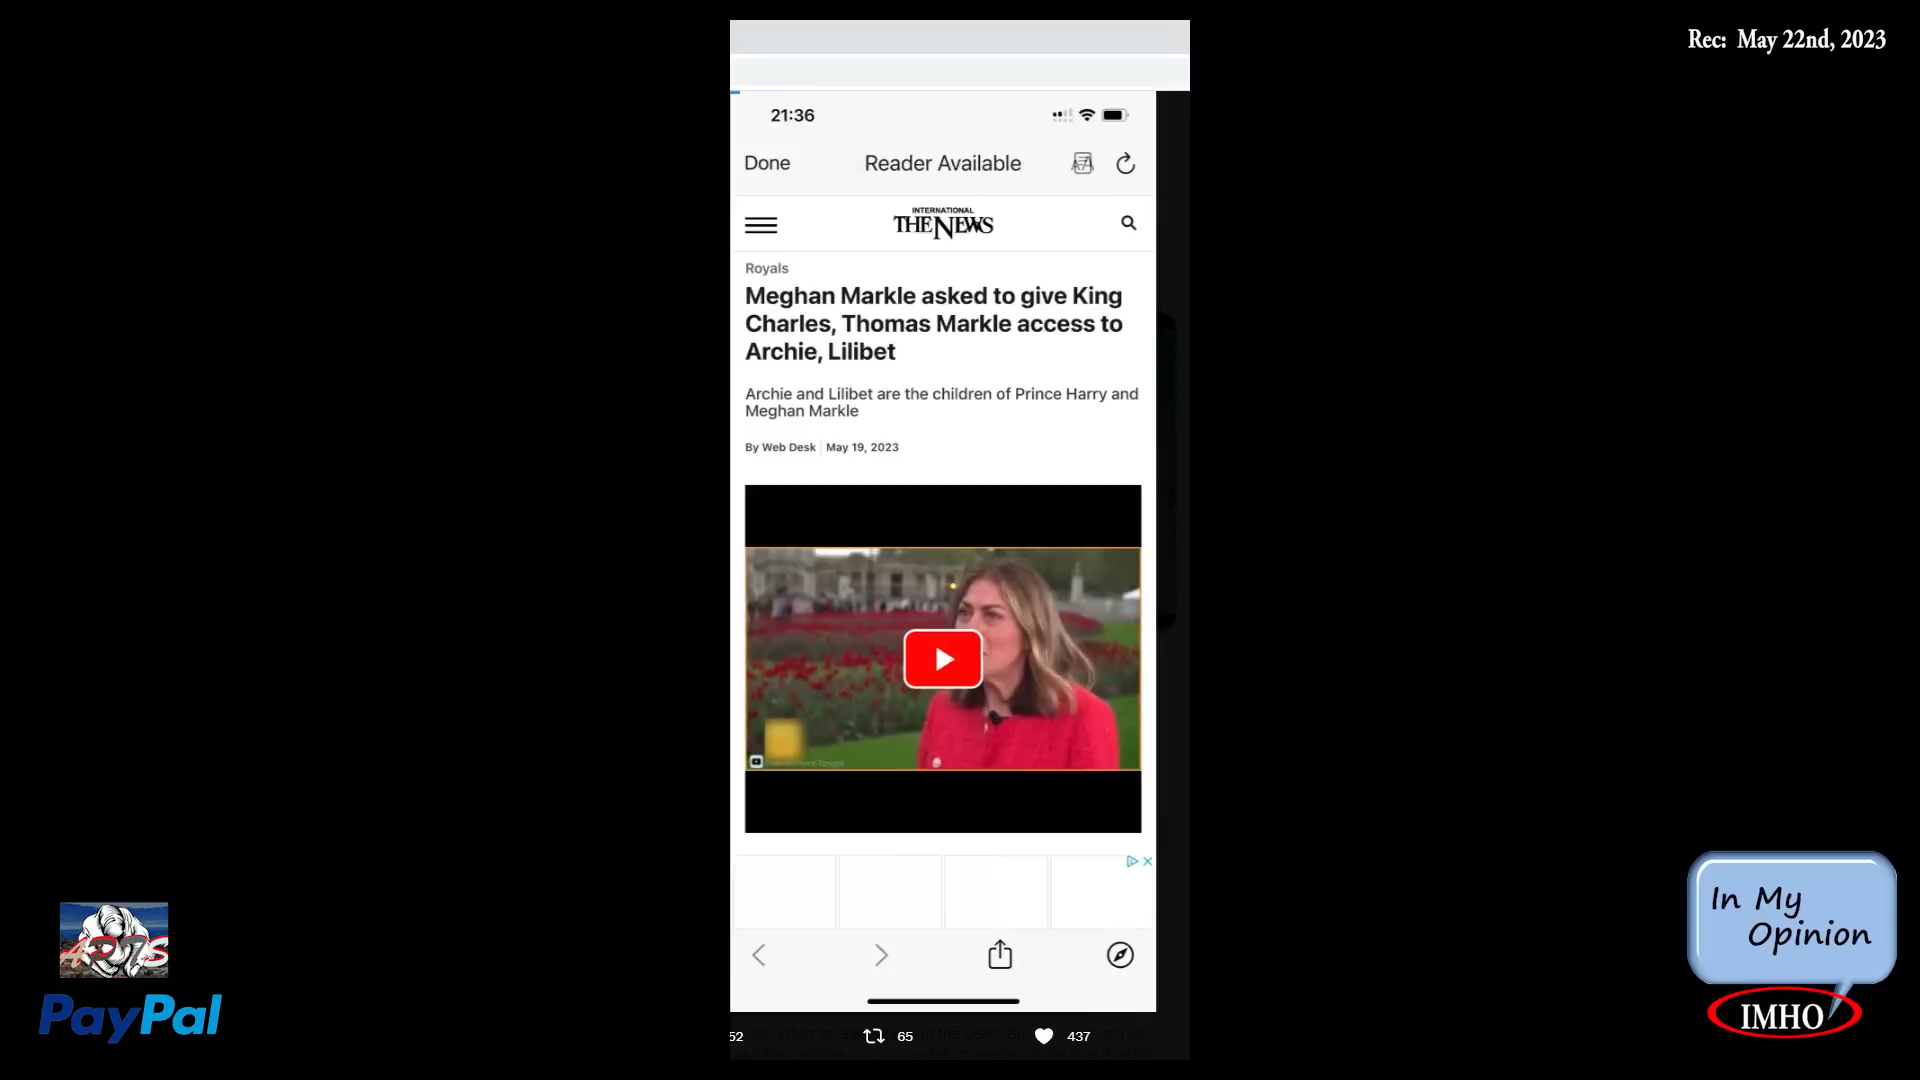 Rec: May 22nd, 2023
21:36
Done
Reader Available
INTERNATIONAL
THE NEWS
Royals
Meghan Markle asked to give King
Charles, Thomas Markle access to
Archie, Lilibet
Archie and Lilibet are the children of Prince Harry and
Meghan Markle
By Web Desk | May 19, 2023
52
65
437
PayPal
In My
Opinion
IMHO